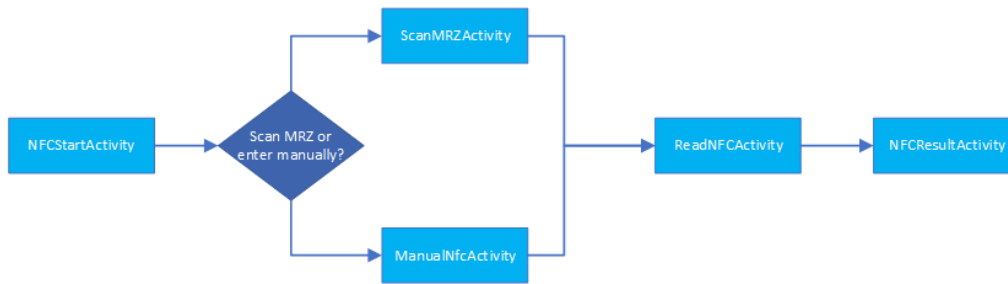 NFCStartActivity
Scan MRZ or
enter manually?
ScanMRZActivity
ManualNfcActivity
ReadNFCActivity
NFCResultActivity